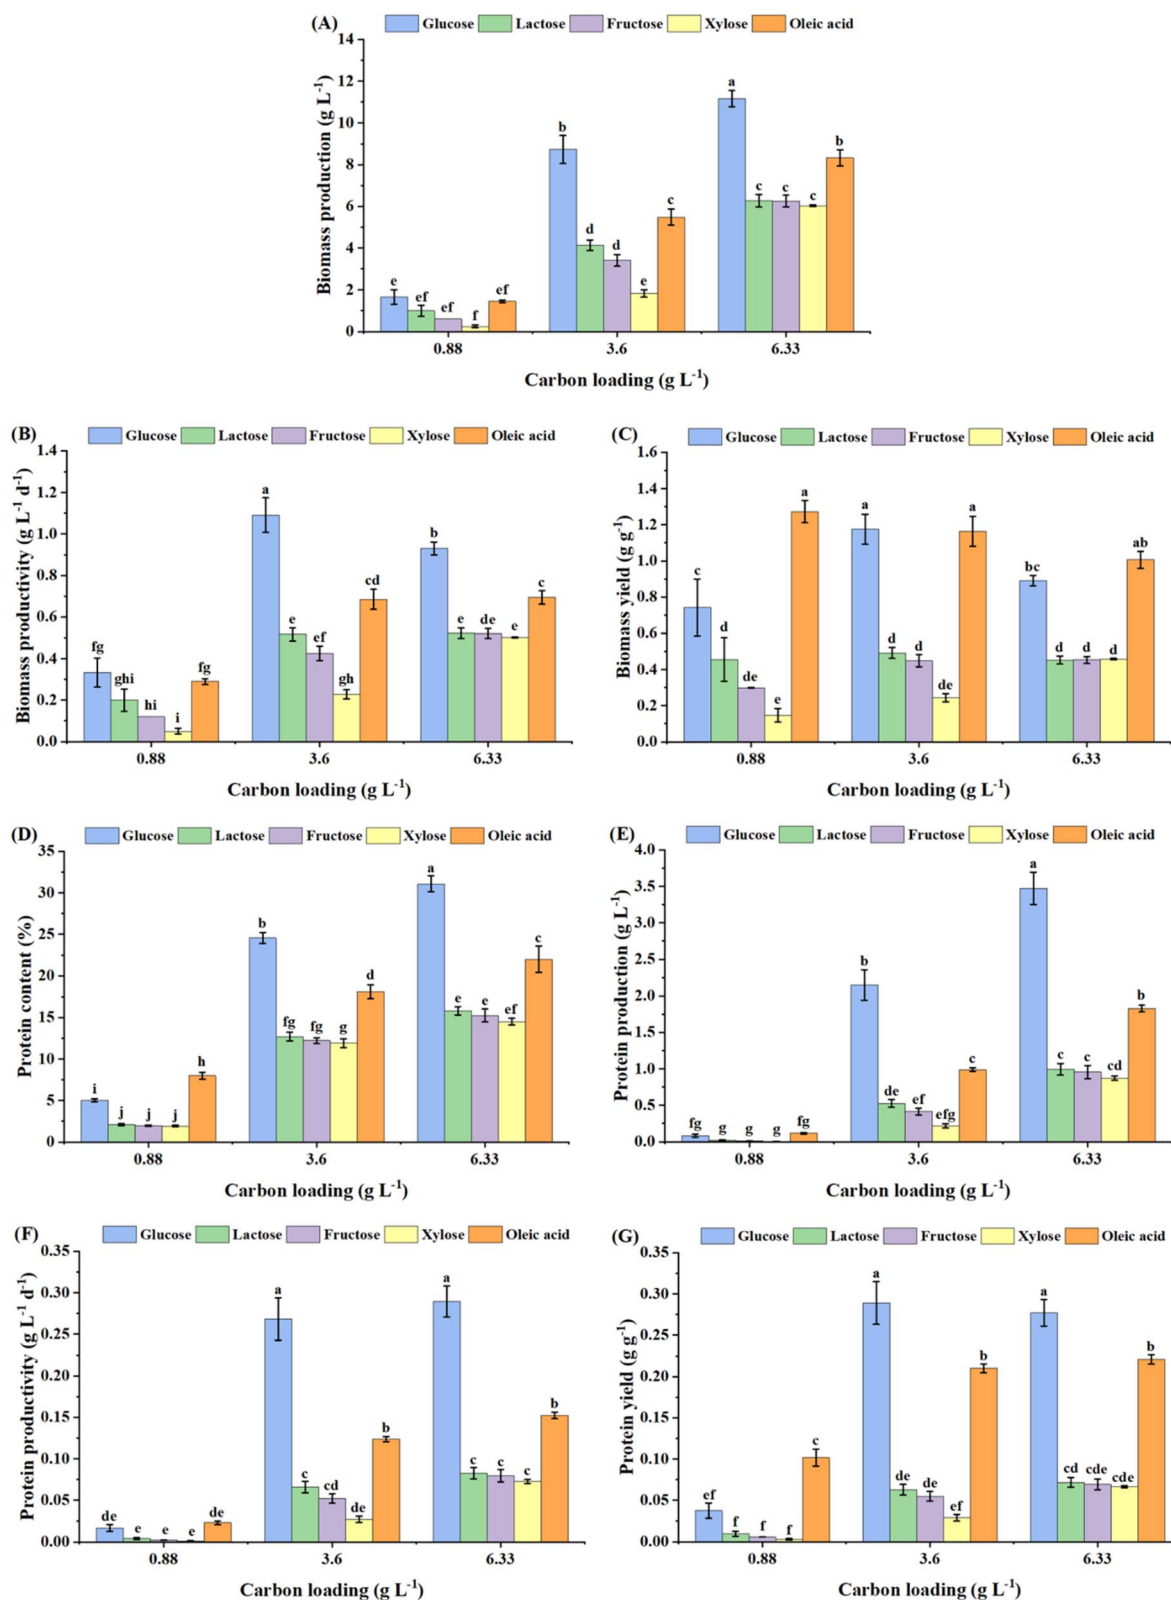 (A) Glucose Lactose Fructose Xylose Oleic acid
Biomass production (g L⁻¹)
14
12
10
8
6
4
2
0
e ef ef f ef
b d d e c
a c c c b
0.88 3.6 6.33
Carbon loading (g L⁻¹)
(B) Glucose Lactose Fructose Xylose Oleic acid
Biomass productivity (g L⁻¹ d⁻¹)
1.4
1.2
1.0
0.8
0.6
0.4
0.2
0.0
fg ghi hi i fg
a e ef gh cd
b e de e c
0.88 3.6 6.33
Carbon loading (g L⁻¹)
(C) Glucose Lactose Fructose Xylose Oleic acid
Biomass yield (g g⁻¹)
1.6
1.4
1.2
1.0
0.8
0.6
0.4
0.2
0.0
c d de e a
a d d de a
bc d d d ab
0.88 3.6 6.33
Carbon loading (g L⁻¹)
(D) Glucose Lactose Fructose Xylose Oleic acid
Protein content (%)
35
30
25
20
15
10
5
0
i j j j h
b fg fg g d
a e e ef c
0.88 3.6 6.33
Carbon loading (g L⁻¹)
(E) Glucose Lactose Fructose Xylose Oleic acid
Protein production (g L⁻¹)
4.0
3.5
3.0
2.5
2.0
1.5
1.0
0.5
0.0
fg g g g fg
b de ef efg c
a c c cd b
0.88 3.6 6.33
Carbon loading (g L⁻¹)
(F) Glucose Lactose Fructose Xylose Oleic acid
Protein productivity (g L⁻¹ d⁻¹)
0.35
0.30
0.25
0.20
0.15
0.10
0.05
0.00
de e e e de
a c cd de b
a c c c b
0.88 3.6 6.33
Carbon loading (g L⁻¹)
(G) Glucose Lactose Fructose Xylose Oleic acid
Protein yield (g g⁻¹)
0.35
0.30
0.25
0.20
0.15
0.10
0.05
0.00
ef f f f c
a de de ef b
a cd cde cde b
0.88 3.6 6.33
Carbon loading (g L⁻¹)